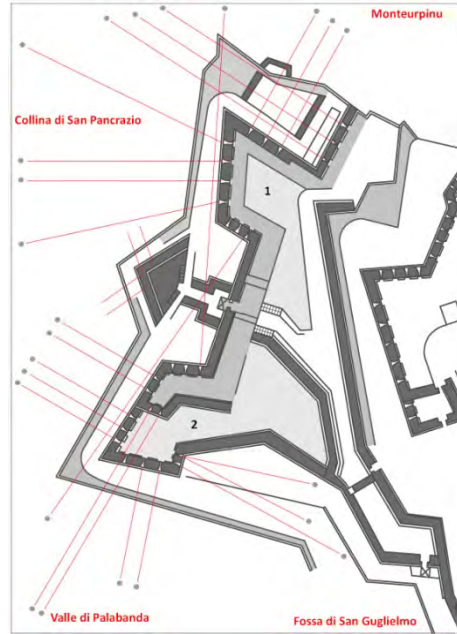 Monteurpinu
Collina di San Pancrazio
1
2
Valle di Palabanda
Fossa di San Guglielmo